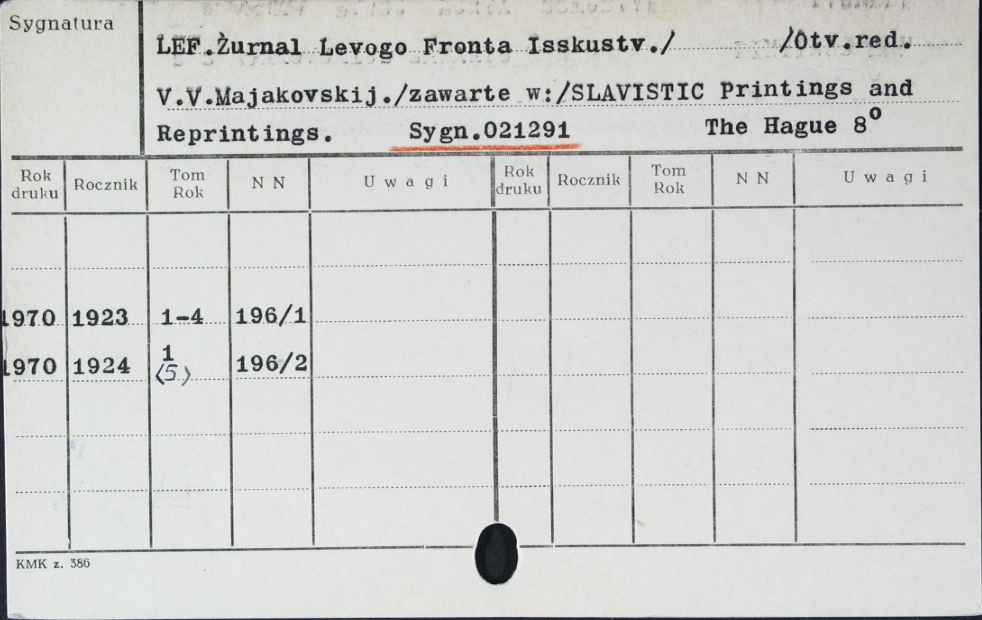 Sygnatura
LEF.Żurnal Levogo Fronta Isskustv./ /Otv.red.
V.V.Majakovskij./zawarte w:/SLAVISTIC Printings and
Reprintings. Sygn.021291 The Hague 8º
Rok druku Rocznik Tom Rok N N U w a g i Rok druku Rocznik Tom Rok N N U w a g i
1970 1923 1-4 196/1
1970 1924 1 196/2
<5>
KMK z. 386